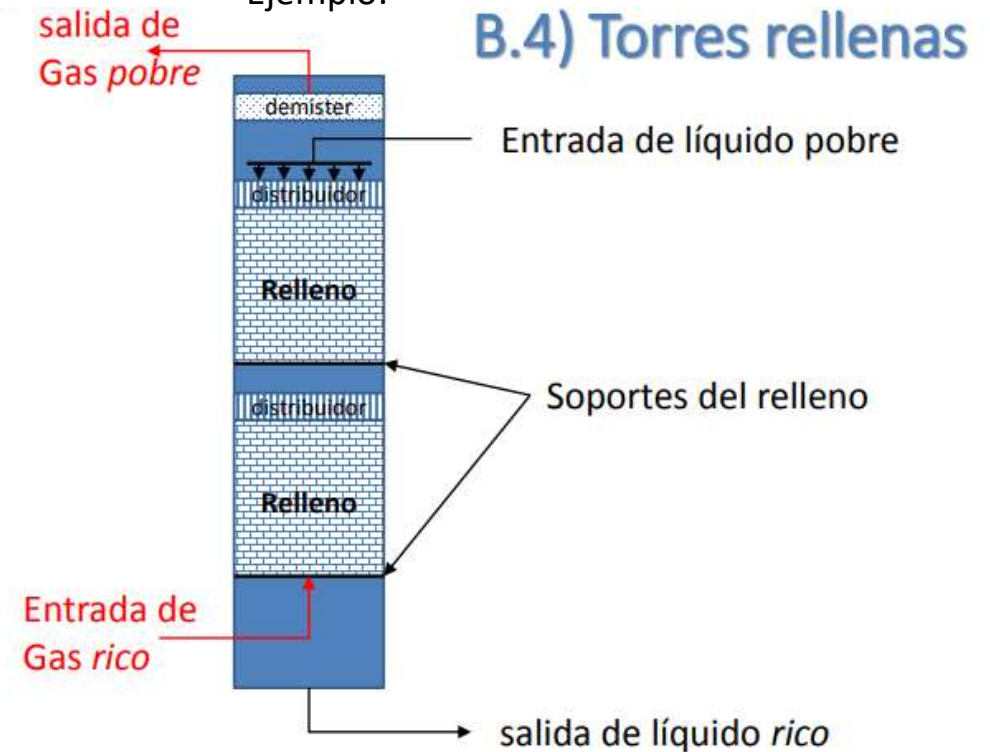 Ejemplo:
B.4) Torres rellenas
salida de
Gas pobre
demister
Entrada de líquido pobre
distribuidor
Relleno
Soportes del relleno
distribuidor
Relleno
Entrada de
Gas rico
salida de líquido rico